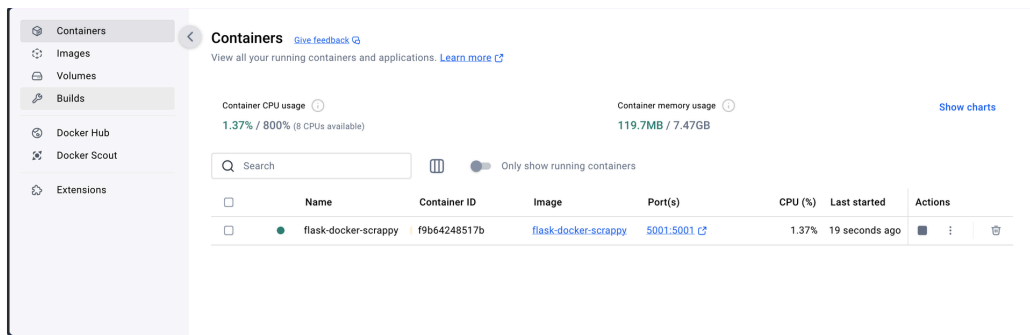 Containers
Images
Volumes
Builds
Docker Hub
Docker Scout
Extensions
Containers Give feedback
View all your running containers and applications. Learn more
Container CPU usage
1.37% / 800% (8 CPUs available)
Container memory usage
119.7MB / 7.47GB
Show charts
Search
Only show running containers
Name Container ID Image Port(s) CPU (%) Last started Actions
flask-docker-scrappy f9b64248517b flask-docker-scrappy 5001:5001 1.37% 19 seconds ago